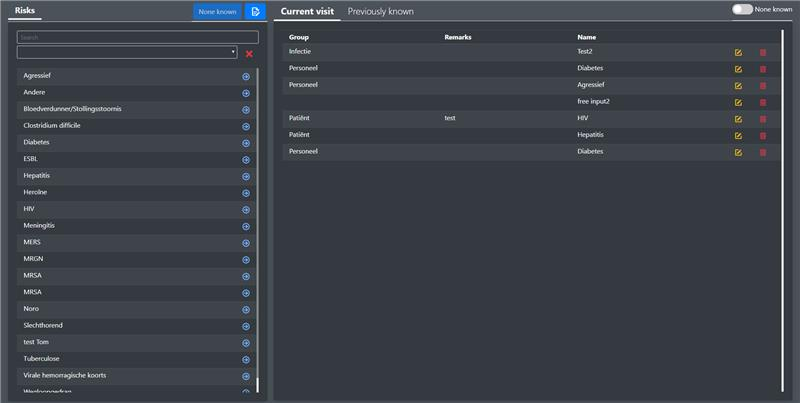 Risks
None known
Search
Agressief
Andere
Bloedverdunner/Stollingsstoornis
Clostridium difficile
Diabetes
ESBL
Hepatitis
Heroïne
HIV
Meningitis
MERS
MRGN
MRSA
MRSA
Noro
Slechthorend
test Tom
Tuberculose
Virale hemorragische koorts
Wegloopgedrag
Current visit Previously known
None known
Group Remarks Name
Infectie Test2
Personeel Diabetes
Personeel Agressief
free input2
Patiënt test HIV
Patiënt Hepatitis
Personeel Diabetes